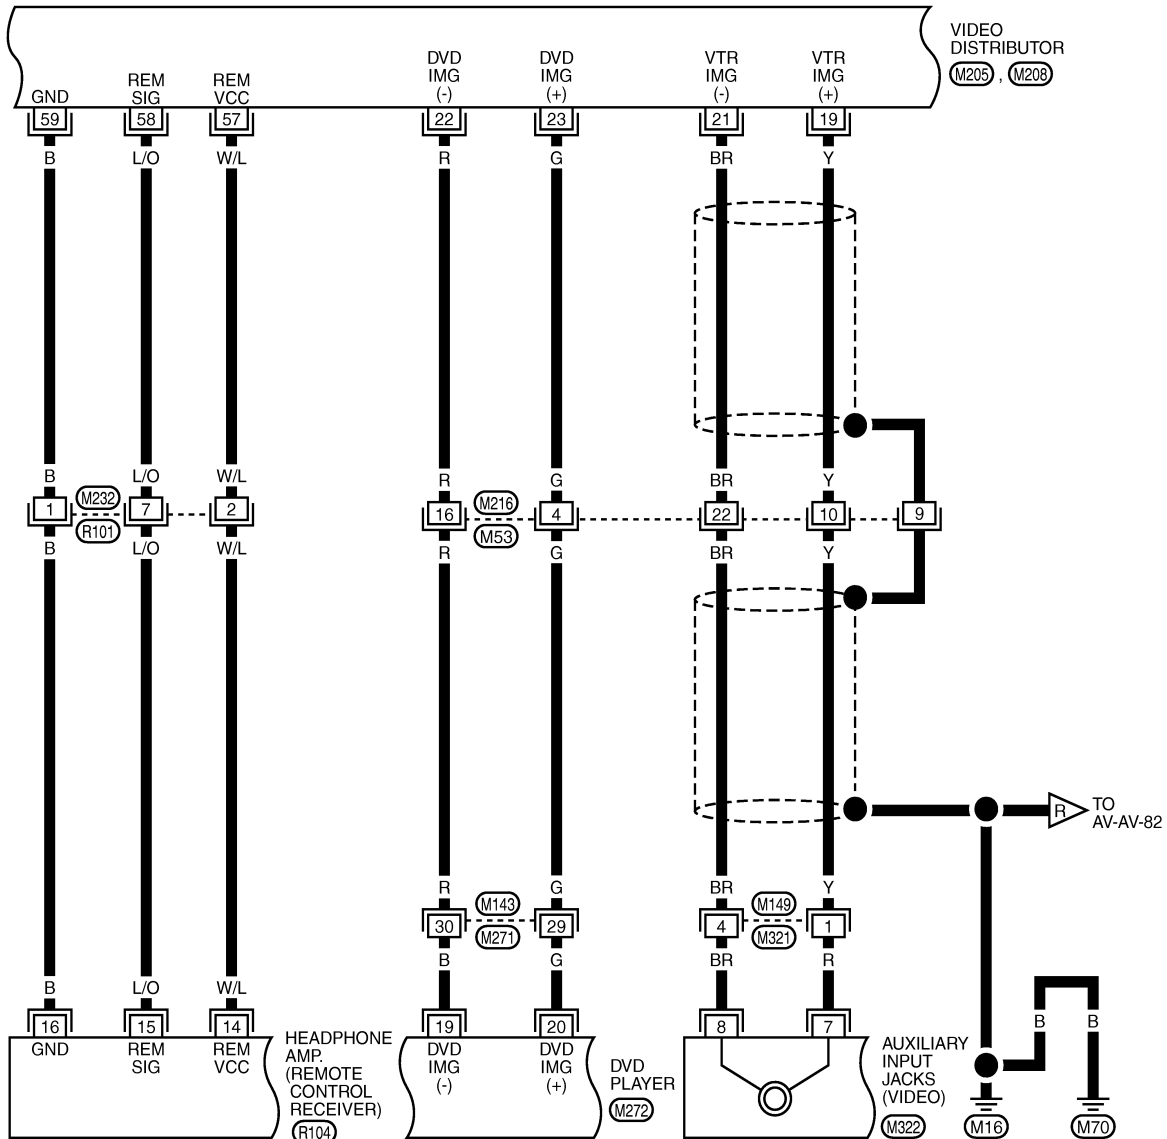 VIDEO
DISTRIBUTOR
M205 , M208
GND
REM
SIG
REM
VCC
DVD
IMG
(-)
DVD
IMG
(+)
VTR
IMG
(-)
VTR
IMG
(+)
59 58 57 22 23 21 19
B L/O W/L R G BR Y
B L/O W/L R G BR Y
1 M232 7 2 16 M216 4 22 10 9
R101 M53
B L/O W/L R G BR Y
R TO
AV-AV-82
R G BR Y
30 M143 29 4 M149 1
M271 M321
B G BR R
B L/O W/L
16 15 14 19 20 8 7
B B
GND
REM
SIG
REM
VCC
HEADPHONE
AMP.
(REMOTE
CONTROL
RECEIVER)
R104
DVD
IMG
(-)
DVD
IMG
(+)
DVD
PLAYER
M272
AUXILIARY
INPUT
JACKS
(VIDEO)
M322
M16 M70